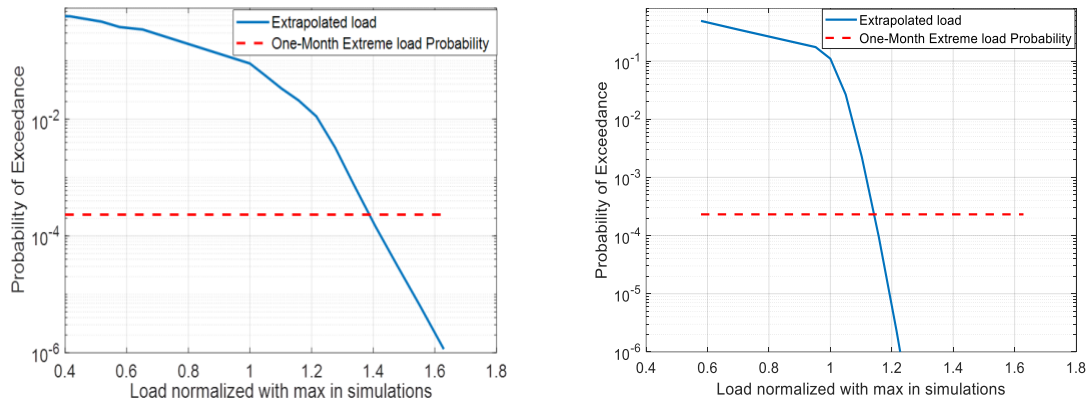 Extrapolated load
One-Month Extreme load Probability
Probability of Exceedance
10-2
10-4
10-6
0.4 0.6 0.8 1 1.2 1.4 1.6 1.8
Load normalized with max in simulations
Extrapolated load
One-Month Extreme load Probability
Probability of Exceedance
10-1
10-2
10-3
10-4
10-5
10-6
0.4 0.6 0.8 1 1.2 1.4 1.6 1.8
Load normalized with max in simulations